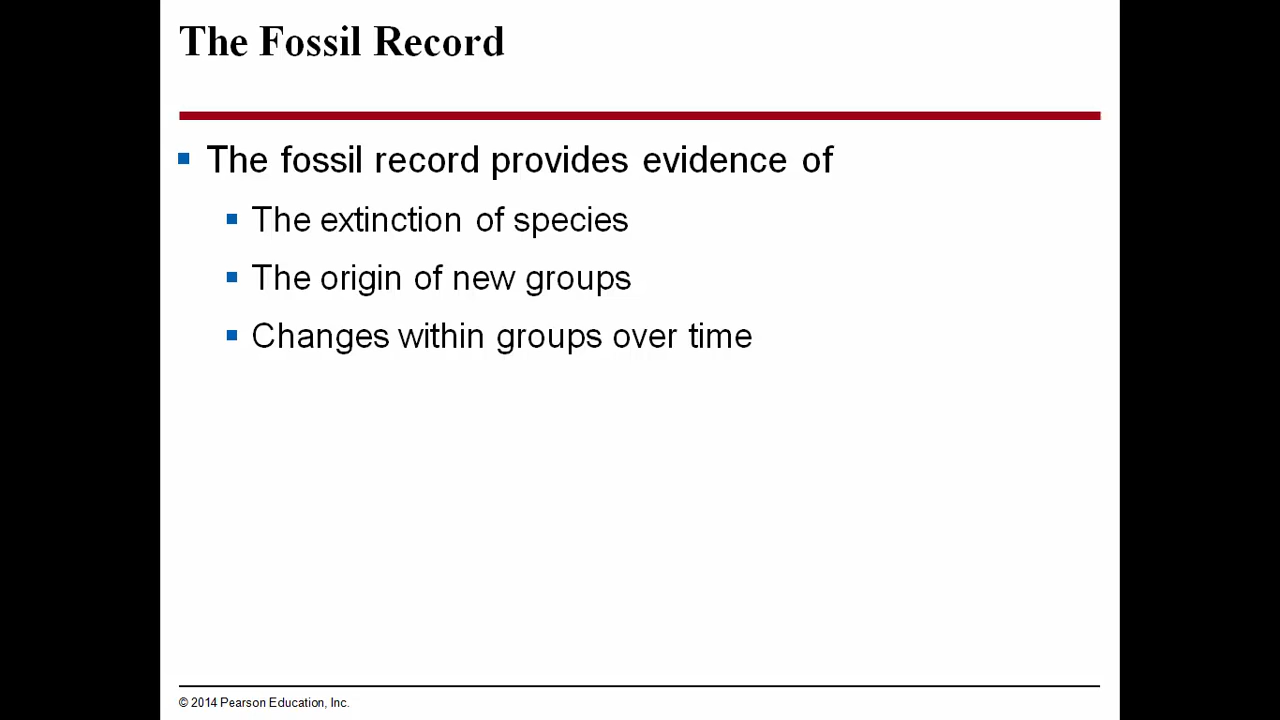 The Fossil Record
The fossil record provides evidence of
The extinction of species
The origin of new groups
Changes within groups over time
© 2014 Pearson Education, Inc.